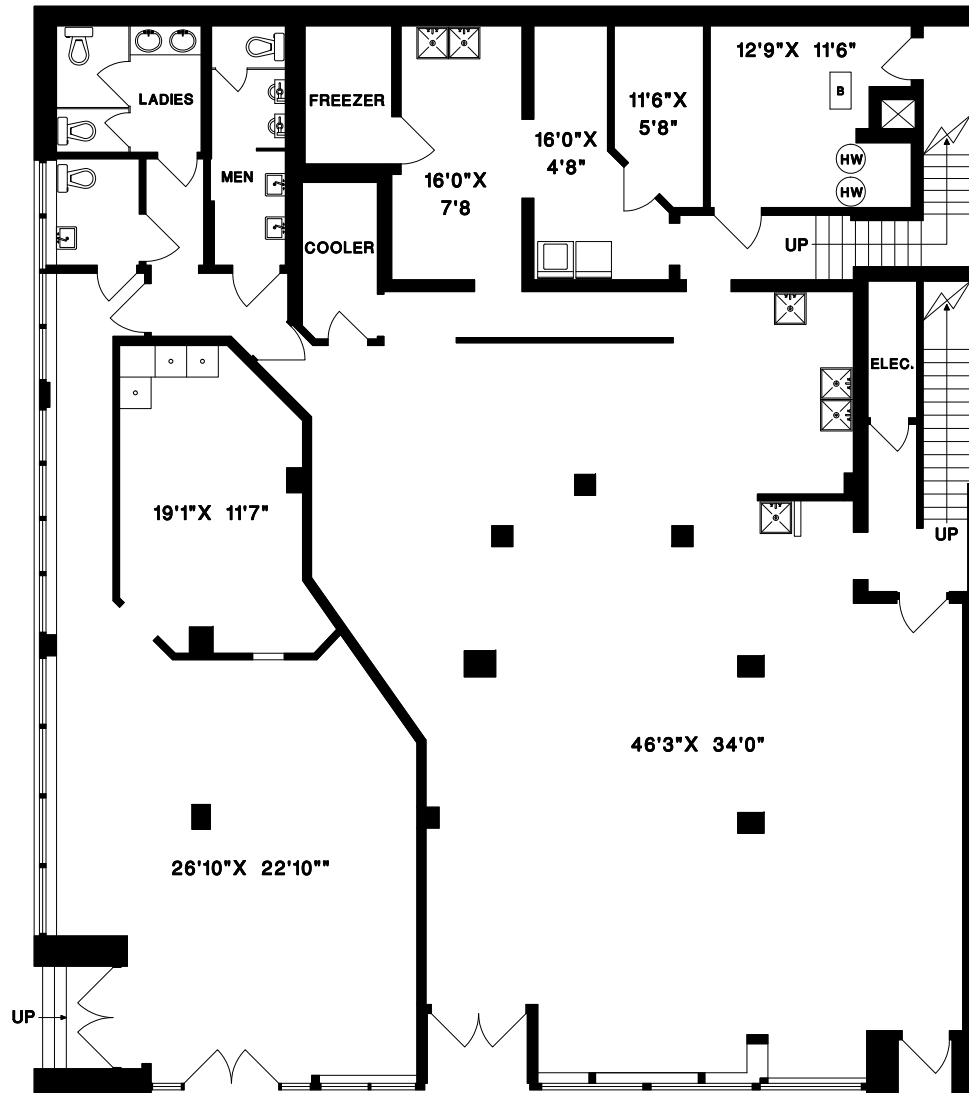 12'9"X 11'6"
B
LADIES
FREEZER
11'6"X
5'8"
16'0"X
4'8"
HW
MEN
16'0"X
7'8
HW
COOLER
UP
ELEC.
19'1"X 11'7"
UP
46'3"X 34'0"
26'10"X 22'10""
UP